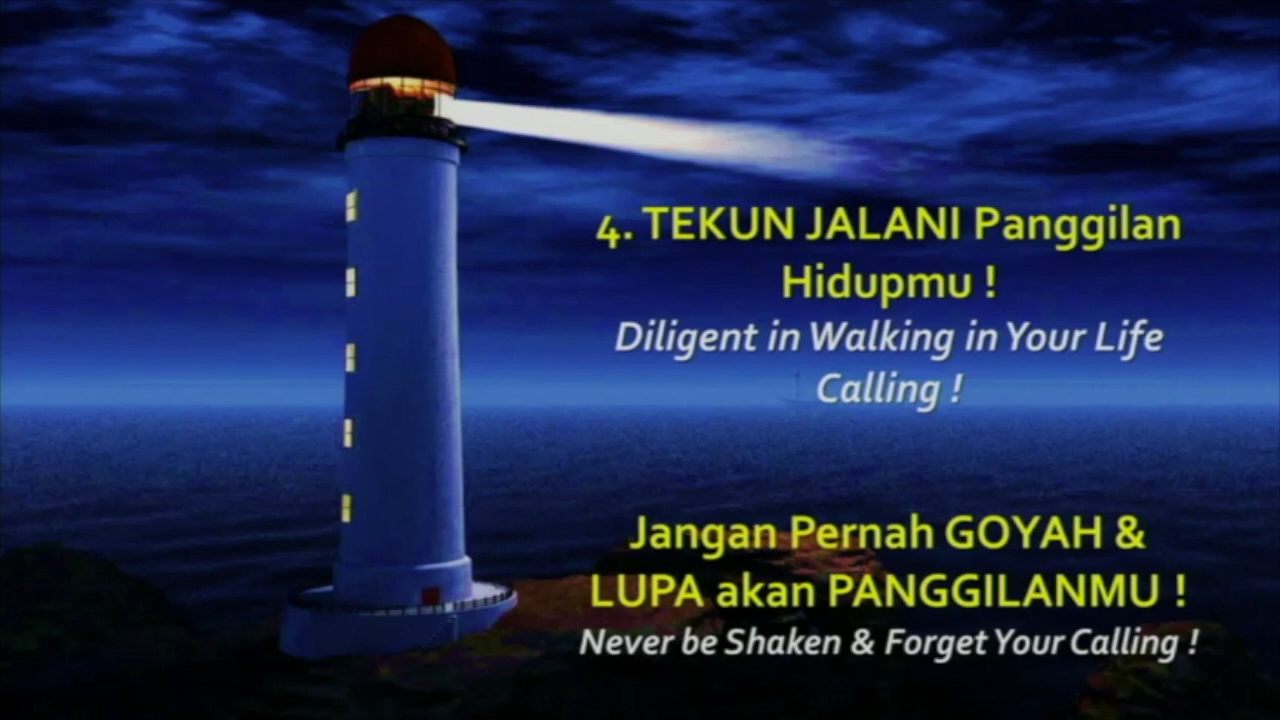 4. TEKUN JALANI Panggilan
Hidupmu !
Diligent in Walking in Your Life
Calling !
Jangan Pernah GOYAH &
LUPA akan PANGGILANMU !
Never be Shaken & Forget Your Calling !